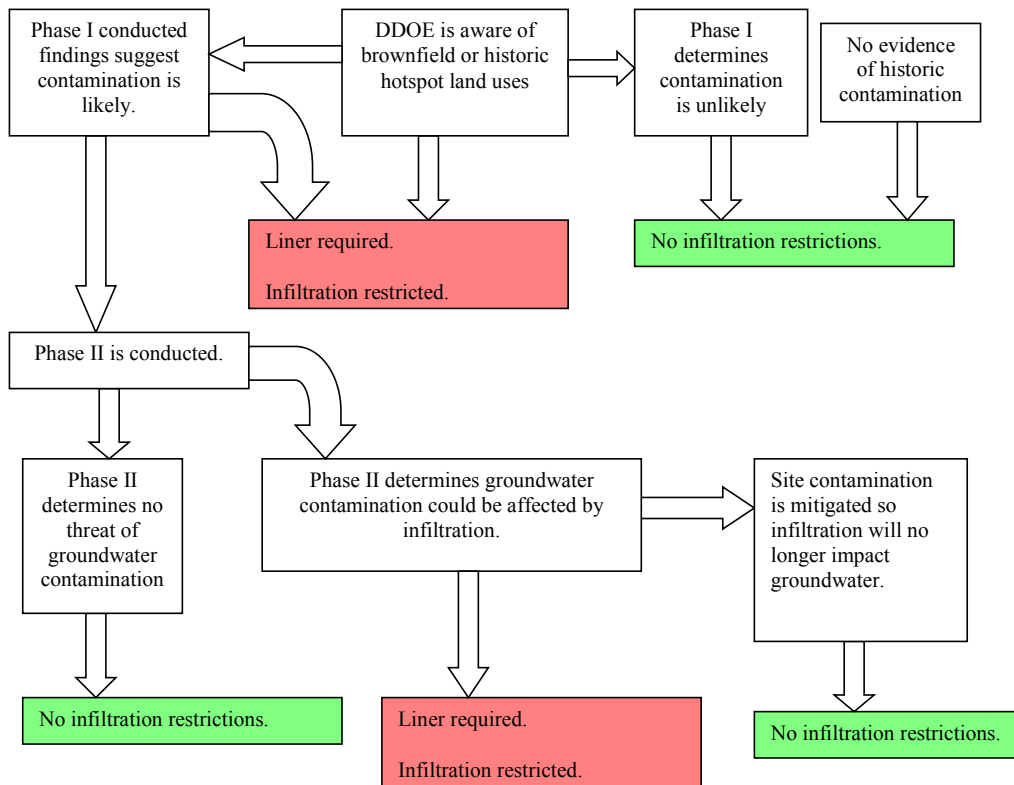 Phase I conducted
findings suggest
contamination is
likely.
DDOE is aware of
brownfield or historic
hotspot land uses
Phase I
determines
contamination
is unlikely
No evidence
of historic
contamination
Liner required.
Infiltration restricted.
No infiltration restrictions.
Phase II is conducted.
Phase II
determines no
threat of
groundwater
contamination
Phase II determines groundwater
contamination could be affected by
infiltration.
Site contamination
is mitigated so
infiltration will no
longer impact
groundwater.
No infiltration restrictions.
Liner required.
Infiltration restricted.
No infiltration restrictions.